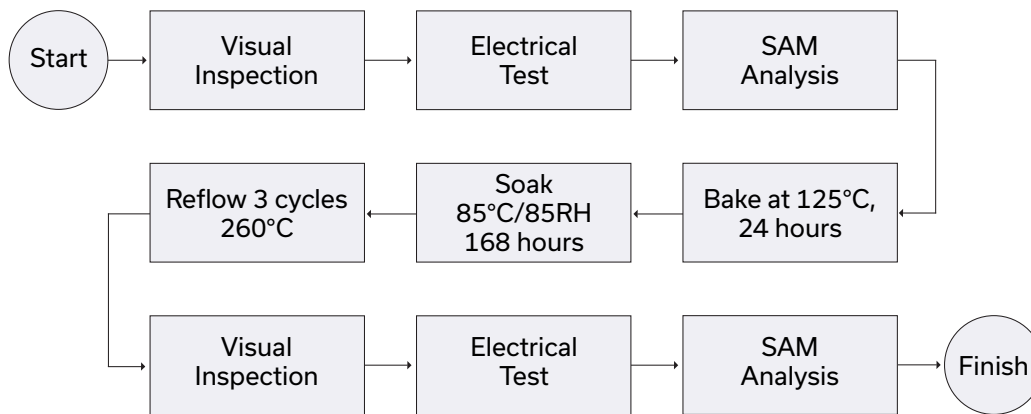 Start
Visual
Inspection
Electrical
Test
SAM
Analysis
Reflow 3 cycles
260°C
Soak
85°C/85RH
168 hours
Bake at 125°C,
24 hours
Visual
Inspection
Electrical
Test
SAM
Analysis
Finish